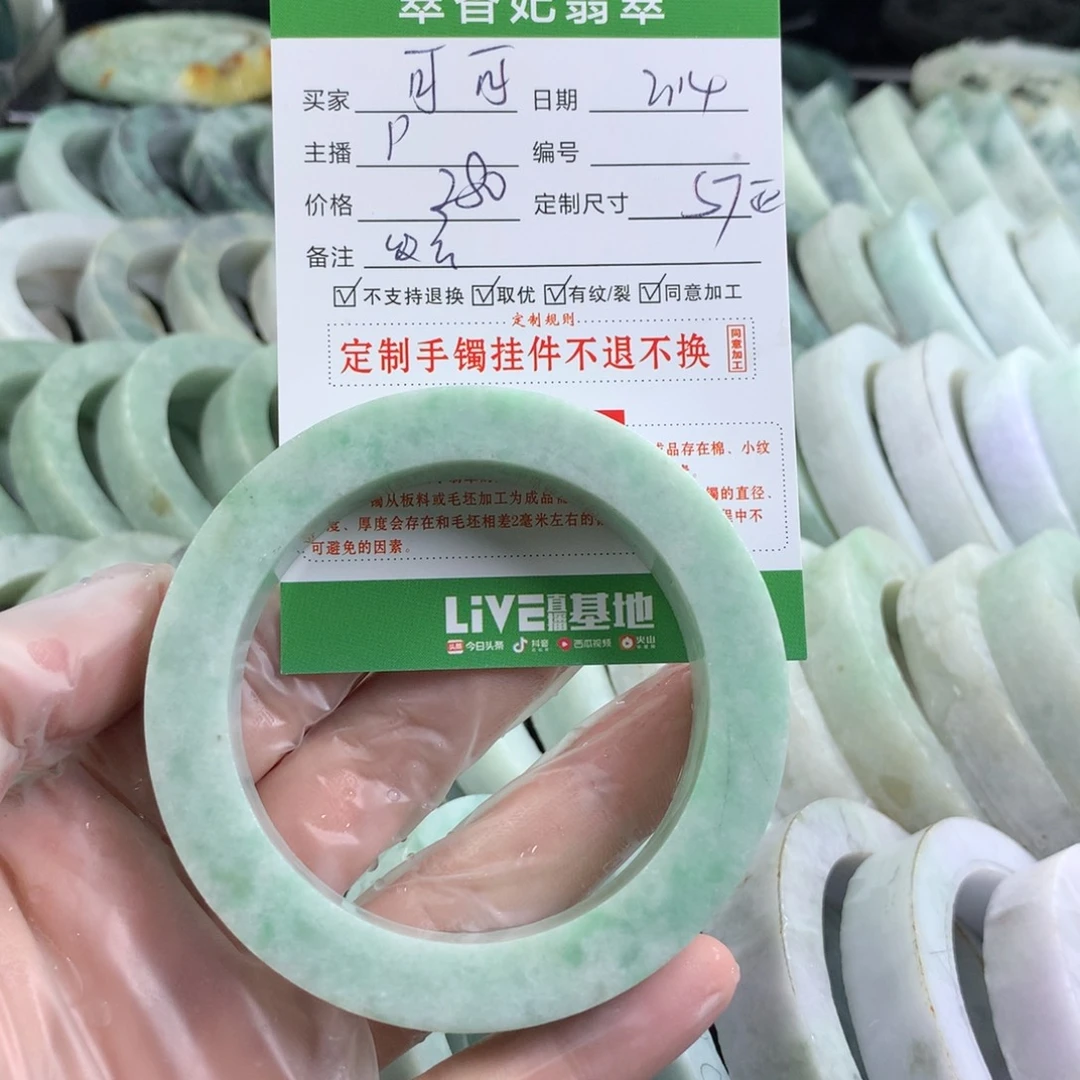 翠香妃翡翠
买家 可可 日期 2.14
主播 P 编号
价格 280 定制尺寸 57正
备注
☑不支持退换 ☑取优 ☑有纹/裂 ☑同意加工
定制规则
定制手镯挂件不退不换 同意加工
成品存在棉、小纹
镯从板料或毛坯加工为成品 镯的直径、
度、厚度会存在和毛坯相差2毫米左右的 程中不
可避免的因素。
LiVE直播基地
头条 今日头条 抖音 西瓜视频 火山